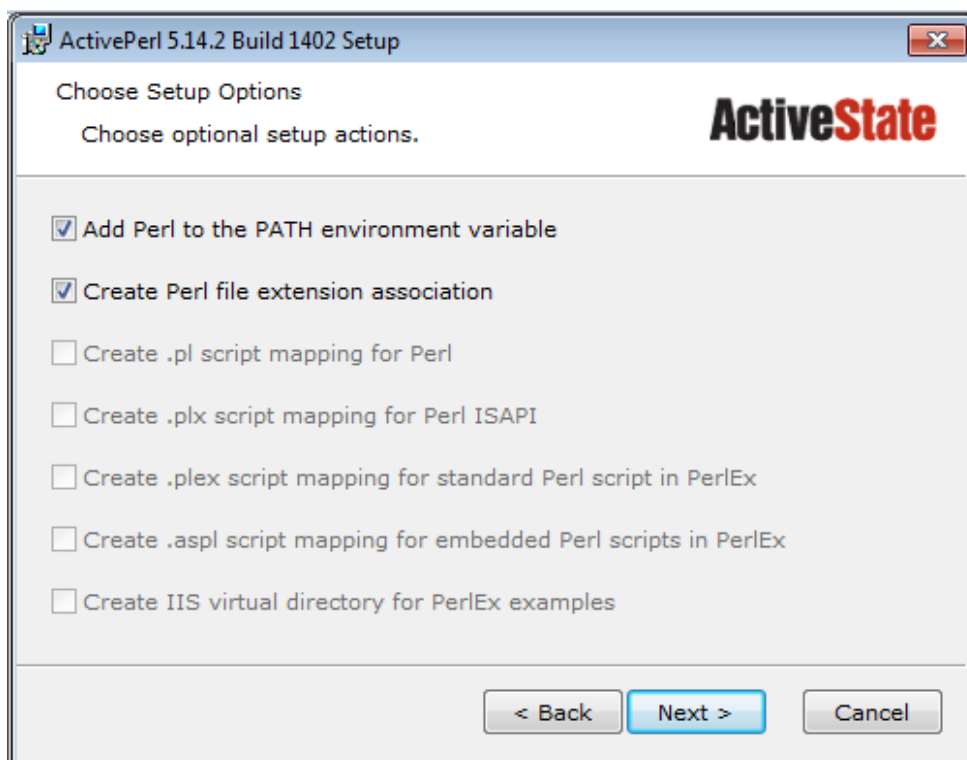 ActivePerl 5.14.2 Build 1402 Setup
Choose Setup Options
Choose optional setup actions.
ActiveState
Add Perl to the PATH environment variable
Create Perl file extension association
Create .pl script mapping for Perl
Create .plx script mapping for Perl ISAPI
Create .plex script mapping for standard Perl script in PerlEx
Create .aspl script mapping for embedded Perl scripts in PerlEx
Create IIS virtual directory for PerlEx examples
< Back Next > Cancel